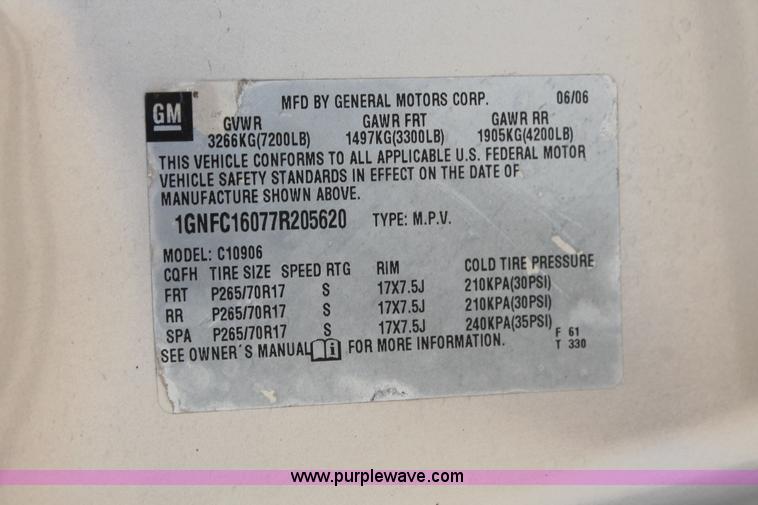 GM MFD BY GENERAL MOTORS CORP. 06/06
GVWR GAWR FRT GAWR RR
3266KG(7200LB) 1497KG(3300LB) 1905KG(4200LB)
THIS VEHICLE CONFORMS TO ALL APPLICABLE U.S. FEDERAL MOTOR
VEHICLE SAFETY STANDARDS IN EFFECT ON THE DATE OF
MANUFACTURE SHOWN ABOVE.
1GNFC16077R205620 TYPE: M.P.V.
MODEL: C10906
CQFH TIRE SIZE SPEED RTG RIM COLD TIRE PRESSURE
FRT P265/70R17 S 17X7.5J 210KPA(30PSI)
RR P265/70R17 S 17X7.5J 210KPA(30PSI)
SPA P265/70R17 S 17X7.5J 240KPA(35PSI) F 61
SEE OWNER'S MANUAL i FOR MORE INFORMATION. T 330
www.purplewave.com